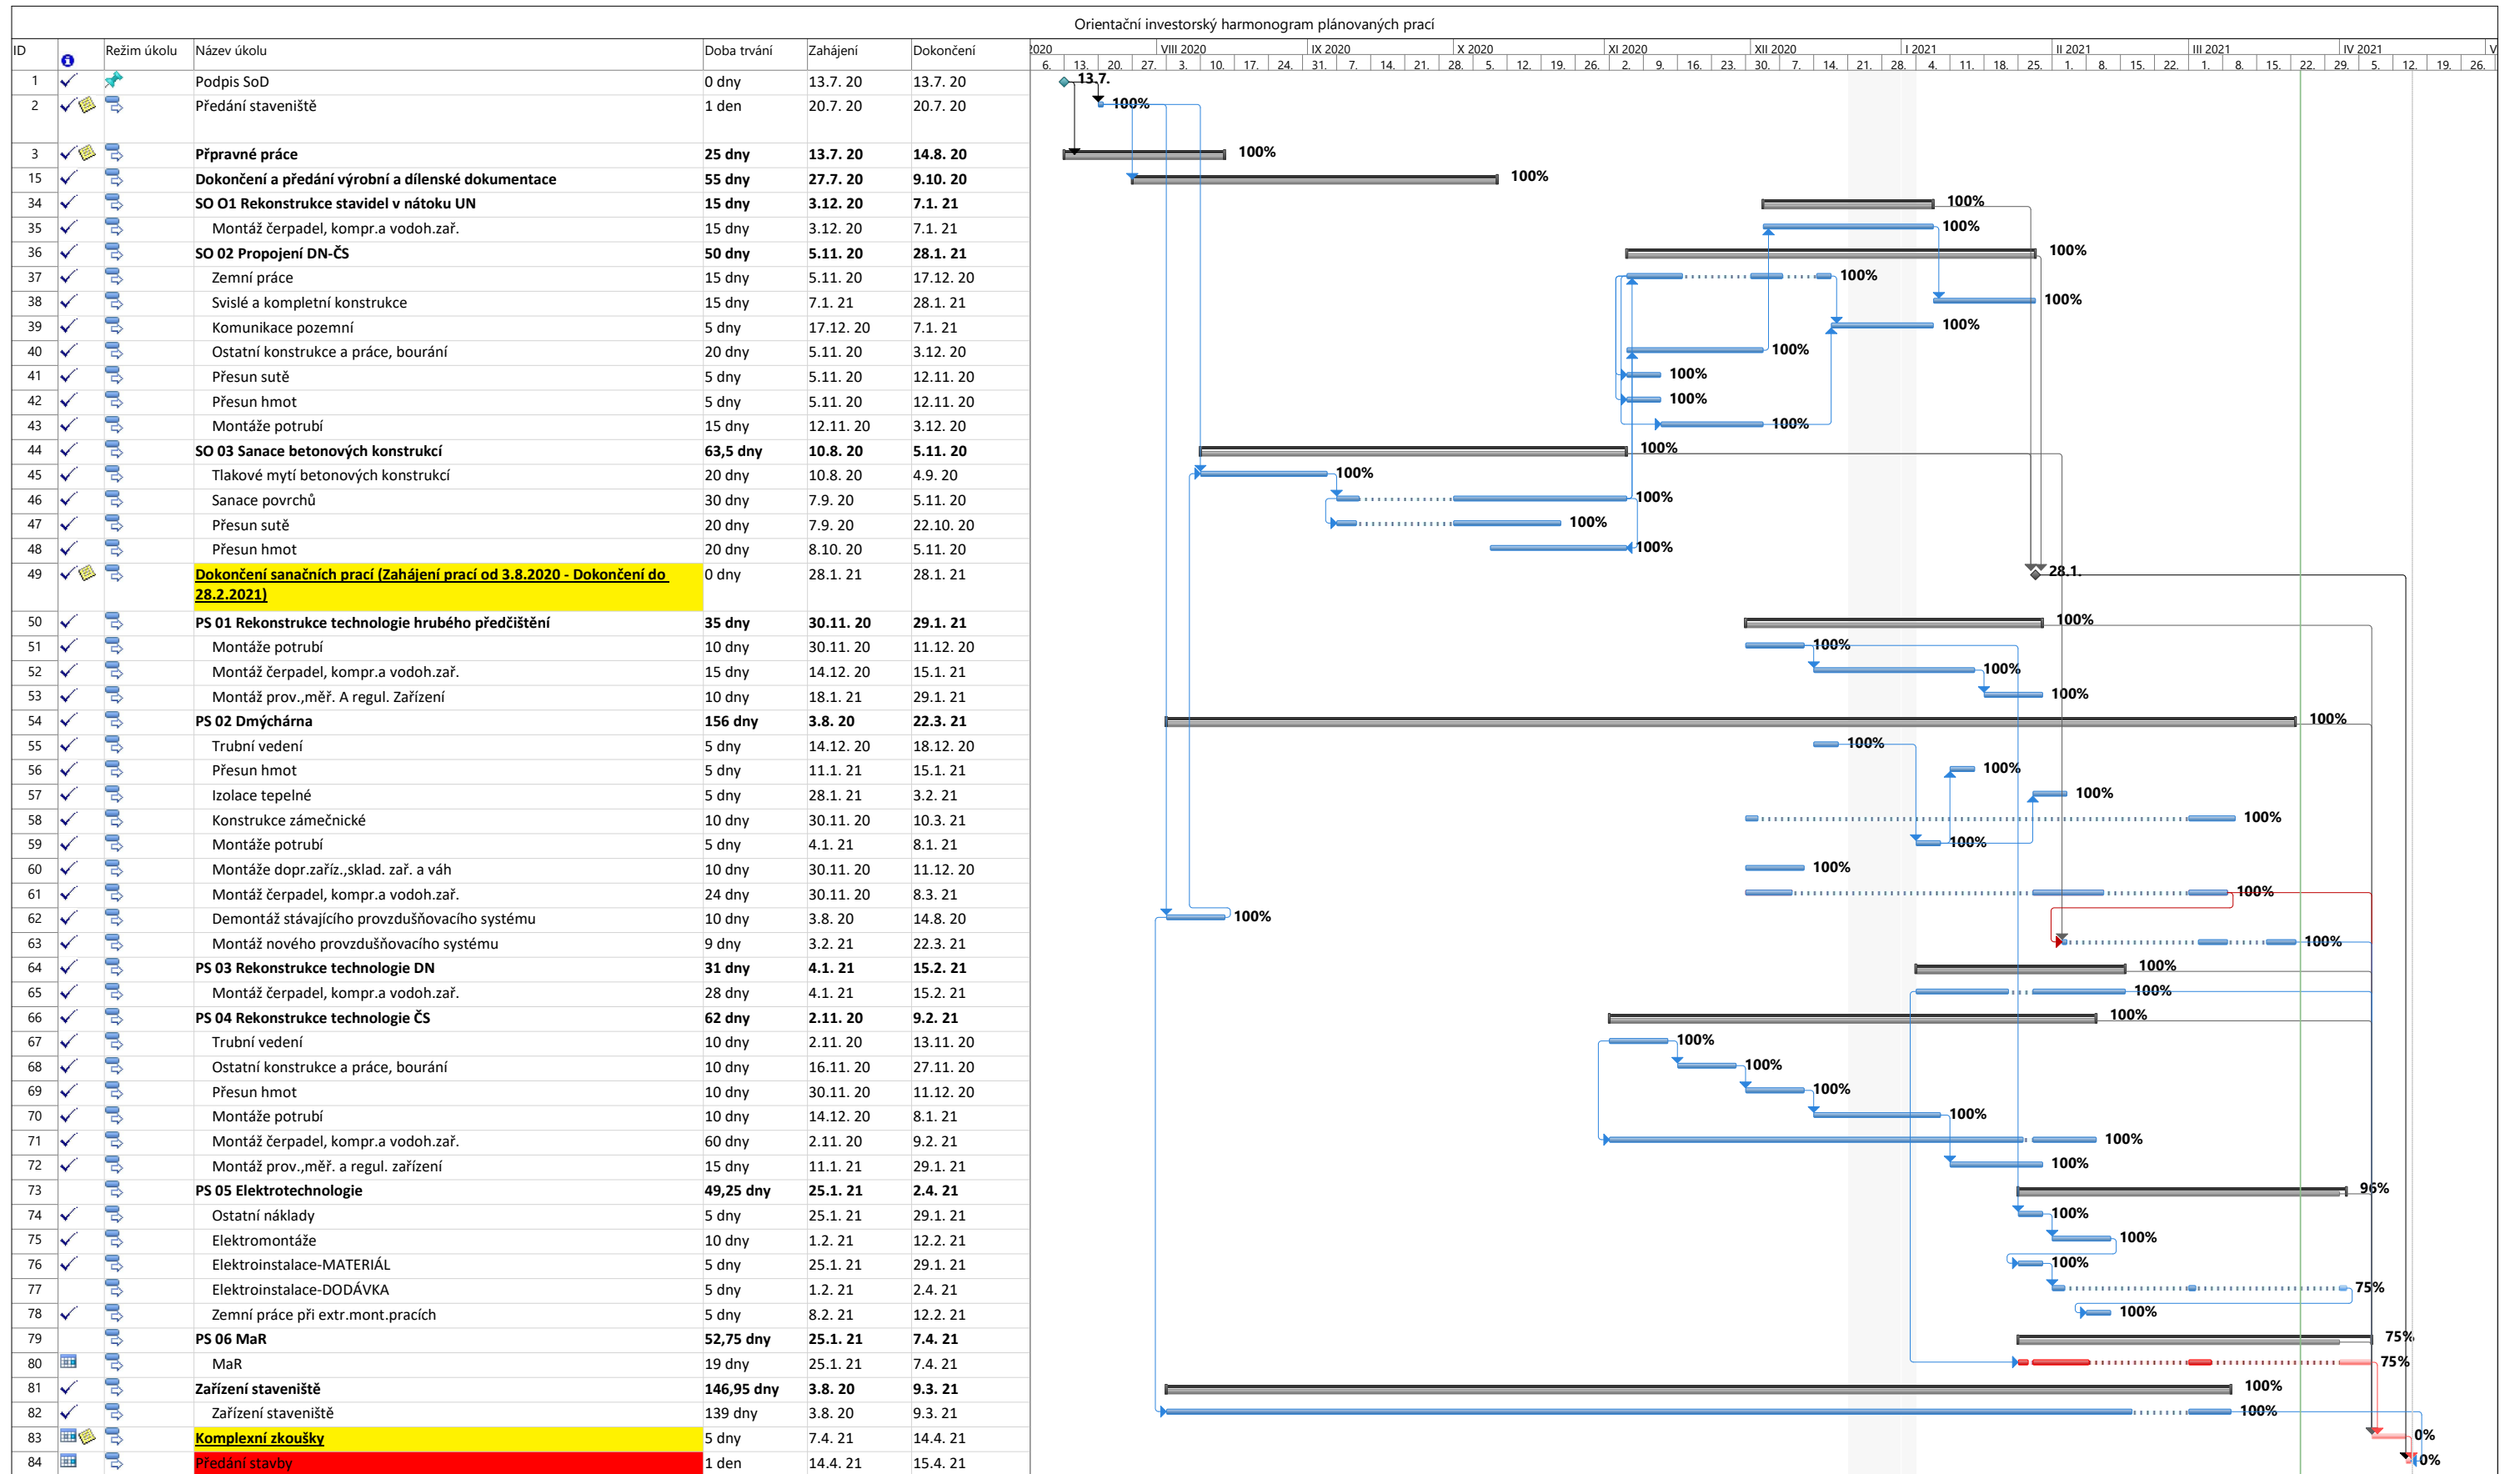 Orientační investorský harmonogram plánovaných prací
ID Režim úkolu Název úkolu Doba trvání Zahájení Dokončení 2020 VIII 2020 IX 2020 X 2020 XI 2020 XII 2020 I 2021 II 2021 III 2021 IV 2021 V
6. 13. 20. 27. 3. 10. 17. 24. 31. 7. 14. 21. 28. 5. 12. 19. 26. 2. 9. 16. 23. 30. 7. 14. 21. 28. 4. 11. 18. 25. 1. 8. 15. 22. 1. 8. 15. 22. 29. 5. 12. 19. 26.
1 Podpis SoD 0 dny 13.7. 20 13.7. 20 13.7.
2 Předání staveniště 1 den 20.7. 20 20.7. 20 100%
3 Přpravné práce 25 dny 13.7. 20 14.8. 20 100%
15 Dokončení a předání výrobní a dílenské dokumentace 55 dny 27.7. 20 9.10. 20 100%
34 SO O1 Rekonstrukce stavidel v nátoku UN 15 dny 3.12. 20 7.1. 21 100%
35 Montáž čerpadel, kompr.a vodoh.zař. 15 dny 3.12. 20 7.1. 21 100%
36 SO 02 Propojení DN-ČS 50 dny 5.11. 20 28.1. 21 100%
37 Zemní práce 15 dny 5.11. 20 17.12. 20 100%
38 Svislé a kompletní konstrukce 15 dny 7.1. 21 28.1. 21 100%
39 Komunikace pozemní 5 dny 17.12. 20 7.1. 21 100%
40 Ostatní konstrukce a práce, bourání 20 dny 5.11. 20 3.12. 20 100%
41 Přesun sutě 5 dny 5.11. 20 12.11. 20 100%
42 Přesun hmot 5 dny 5.11. 20 12.11. 20 100%
43 Montáže potrubí 15 dny 12.11. 20 3.12. 20 100%
44 SO 03 Sanace betonových konstrukcí 63,5 dny 10.8. 20 5.11. 20 100%
45 Tlakové mytí betonových konstrukcí 20 dny 10.8. 20 4.9. 20 100%
46 Sanace povrchů 30 dny 7.9. 20 5.11. 20 100%
47 Přesun sutě 20 dny 7.9. 20 22.10. 20 100%
48 Přesun hmot 20 dny 8.10. 20 5.11. 20 100%
49 Dokončení sanačních prací (Zahájení prací od 3.8.2020 - Dokončení do 0 dny 28.1. 21 28.1. 21 28.1.
28.2.2021)
50 PS 01 Rekonstrukce technologie hrubého předčištění 35 dny 30.11. 20 29.1. 21 100%
51 Montáže potrubí 10 dny 30.11. 20 11.12. 20 100%
52 Montáž čerpadel, kompr.a vodoh.zař. 15 dny 14.12. 20 15.1. 21 100%
53 Montáž prov.,měř. A regul. Zařízení 10 dny 18.1. 21 29.1. 21 100%
54 PS 02 Dmýchárna 156 dny 3.8. 20 22.3. 21 100%
55 Trubní vedení 5 dny 14.12. 20 18.12. 20 100%
56 Přesun hmot 5 dny 11.1. 21 15.1. 21 100%
57 Izolace tepelné 5 dny 28.1. 21 3.2. 21 100%
58 Konstrukce zámečnické 10 dny 30.11. 20 10.3. 21 100%
59 Montáže potrubí 5 dny 4.1. 21 8.1. 21 100%
60 Montáže dopr.zaříz.,sklad. zař. a váh 10 dny 30.11. 20 11.12. 20 100%
61 Montáž čerpadel, kompr.a vodoh.zař. 24 dny 30.11. 20 8.3. 21 100%
62 Demontáž stávajícího provzdušňovacího systému 10 dny 3.8. 20 14.8. 20 100%
63 Montáž nového provzdušňovacího systému 9 dny 3.2. 21 22.3. 21 100%
64 PS 03 Rekonstrukce technologie DN 31 dny 4.1. 21 15.2. 21 100%
65 Montáž čerpadel, kompr.a vodoh.zař. 28 dny 4.1. 21 15.2. 21 100%
66 PS 04 Rekonstrukce technologie ČS 62 dny 2.11. 20 9.2. 21 100%
67 Trubní vedení 10 dny 2.11. 20 13.11. 20 100%
68 Ostatní konstrukce a práce, bourání 10 dny 16.11. 20 27.11. 20 100%
69 Přesun hmot 10 dny 30.11. 20 11.12. 20 100%
70 Montáže potrubí 10 dny 14.12. 20 8.1. 21 100%
71 Montáž čerpadel, kompr.a vodoh.zař. 60 dny 2.11. 20 9.2. 21 100%
72 Montáž prov.,měř. a regul. zařízení 15 dny 11.1. 21 29.1. 21 100%
73 PS 05 Elektrotechnologie 49,25 dny 25.1. 21 2.4. 21 96%
74 Ostatní náklady 5 dny 25.1. 21 29.1. 21 100%
75 Elektromontáže 10 dny 1.2. 21 12.2. 21 100%
76 Elektroinstalace-MATERIÁL 5 dny 25.1. 21 29.1. 21 100%
77 Elektroinstalace-DODÁVKA 5 dny 1.2. 21 2.4. 21 75%
78 Zemní práce při extr.mont.pracích 5 dny 8.2. 21 12.2. 21 100%
79 PS 06 MaR 52,75 dny 25.1. 21 7.4. 21 75%
80 MaR 19 dny 25.1. 21 7.4. 21 75%
81 Zařízení staveniště 146,95 dny 3.8. 20 9.3. 21 100%
82 Zařízení staveniště 139 dny 3.8. 20 9.3. 21 100%
83 Komplexní zkoušky 5 dny 7.4. 21 14.4. 21 0%
84 Předání stavby 1 den 14.4. 21 15.4. 21 0%